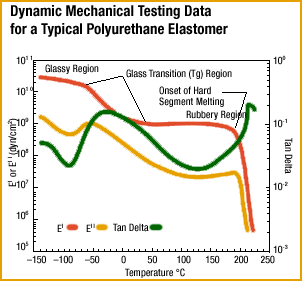 Dynamic Mechanical Testing Data
for a Typical Polyurethane Elastomer
Glassy Region
Glass Transition (Tg) Region
Onset of Hard
Segment Melting
Rubbery Region
E' or E'' (dyn/cm²)
10¹¹
10¹⁰
10⁹
10⁸
10⁷
10⁶
10⁵
Tan Delta
10⁰
10⁻¹
10⁻²
10⁻³
E' E'' Tan Delta
-150 -100 -50 0 50 100 150 200 250
Temperature °C